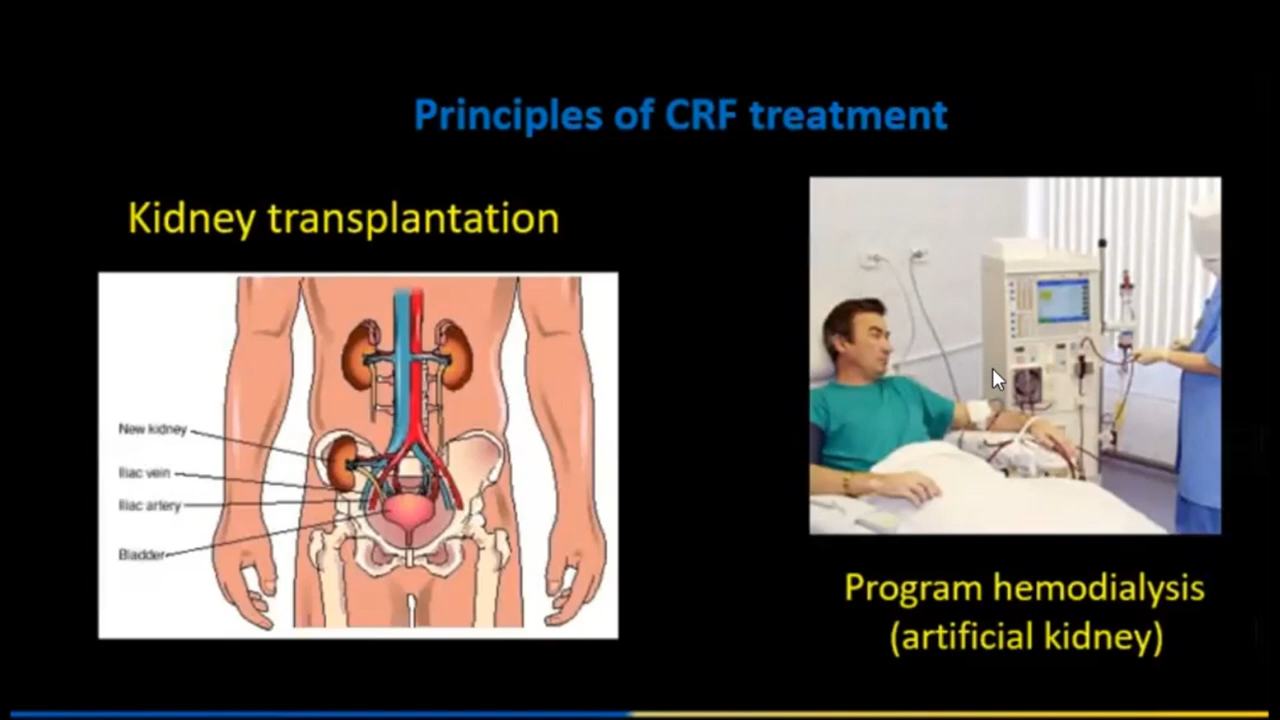 Principles of CRF treatment
Kidney transplantation
New kidney
Iliac vein
Iliac artery
Bladder
Program hemodialysis
(artificial kidney)